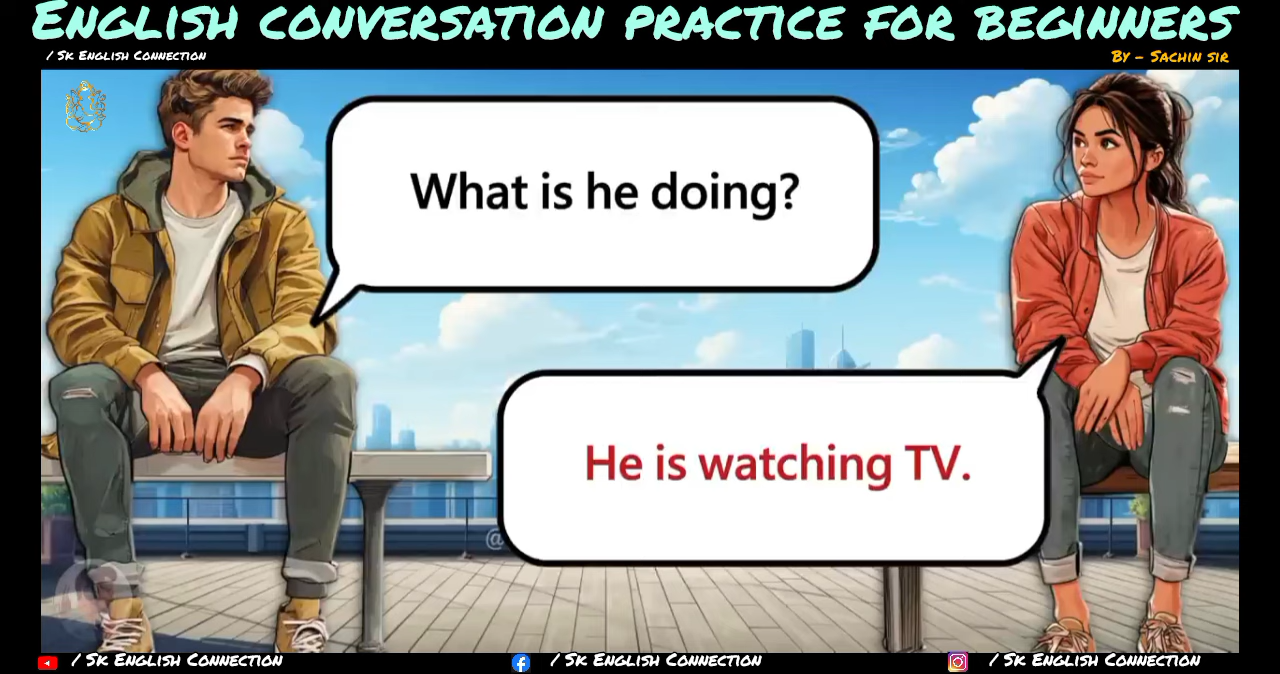 English conversation practice for beginners
/ Sk English Connection
By - Sachin sir
What is he doing?
He is watching TV.
@
/ Sk English Connection
/ Sk English Connection
/ Sk English Connection